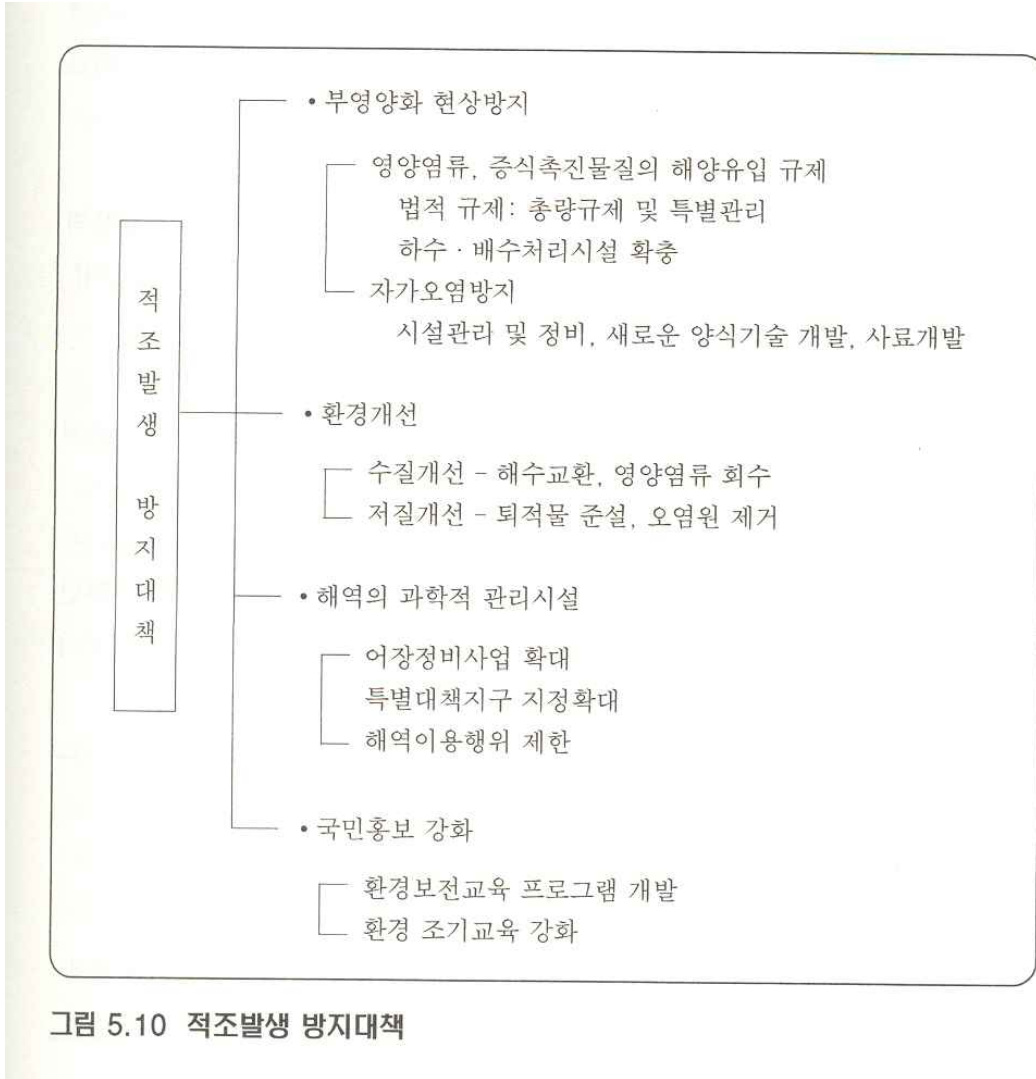 • 부영양화 현상방지
영양염류, 증식촉진물질의 해양유입 규제
법적 규제: 총량규제 및 특별관리
하수 · 배수처리시설 확충
자가오염방지
시설관리 및 정비, 새로운 양식기술 개발, 사료개발
적조발생 방지대책
• 환경개선
수질개선 – 해수교환, 영양염류 회수
저질개선 – 퇴적물 준설, 오염원 제거
• 해역의 과학적 관리시설
어장정비사업 확대
특별대책지구 지정확대
해역이용행위 제한
• 국민홍보 강화
환경보전교육 프로그램 개발
환경 조기교육 강화
그림 5.10 적조발생 방지대책